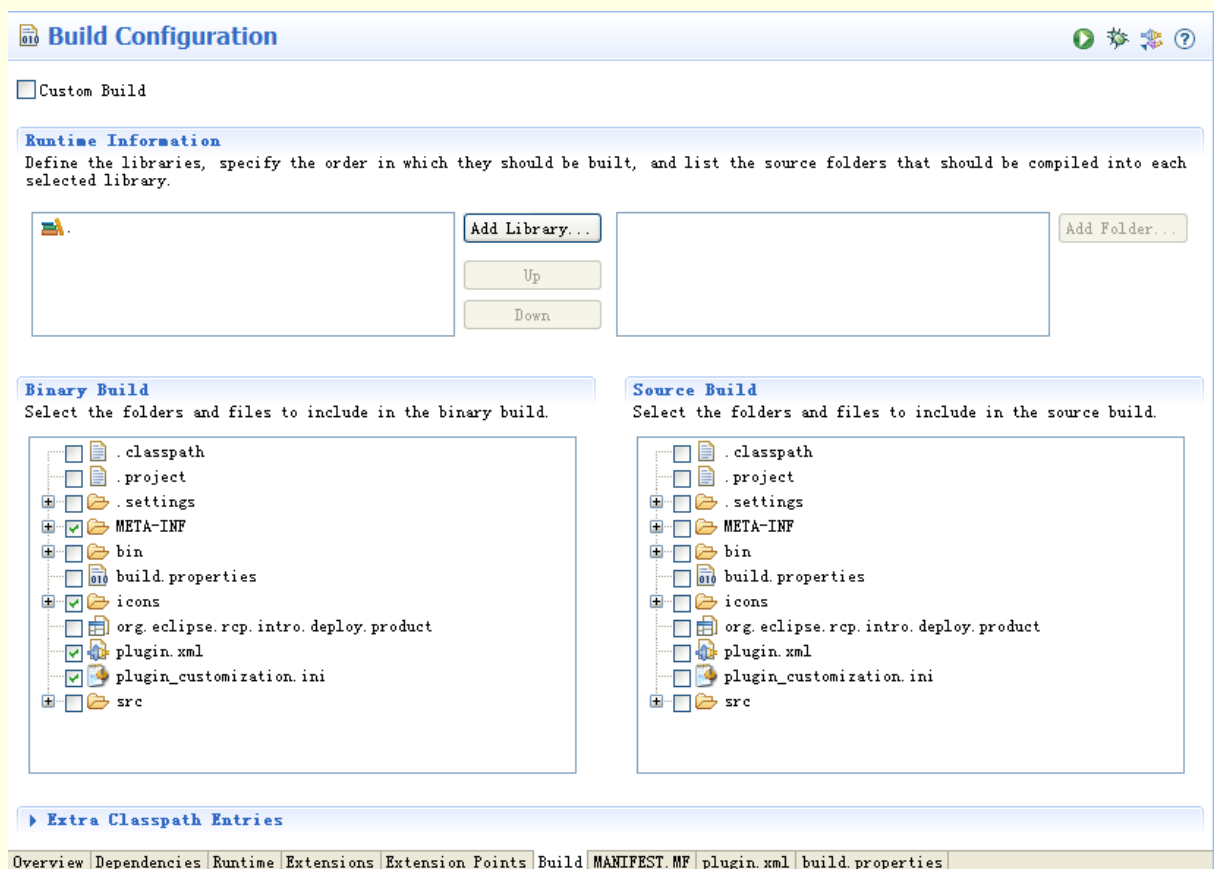 Build Configuration
Custom Build
Runtime Information
Define the libraries, specify the order in which they should be built, and list the source folders that should be compiled into each
selected library.
.
Add Library...
Add Folder...
Up
Down
Binary Build
Select the folders and files to include in the binary build.
.classpath
.project
.settings
META-INF
bin
build.properties
icons
org.eclipse.rcp.intro.deploy.product
plugin.xml
plugin_customization.ini
src
Source Build
Select the folders and files to include in the source build.
.classpath
.project
.settings
META-INF
bin
build.properties
icons
org.eclipse.rcp.intro.deploy.product
plugin.xml
plugin_customization.ini
src
Extra Classpath Entries
Overview Dependencies Runtime Extensions Extension Points Build MANIFEST.MF plugin.xml build.properties